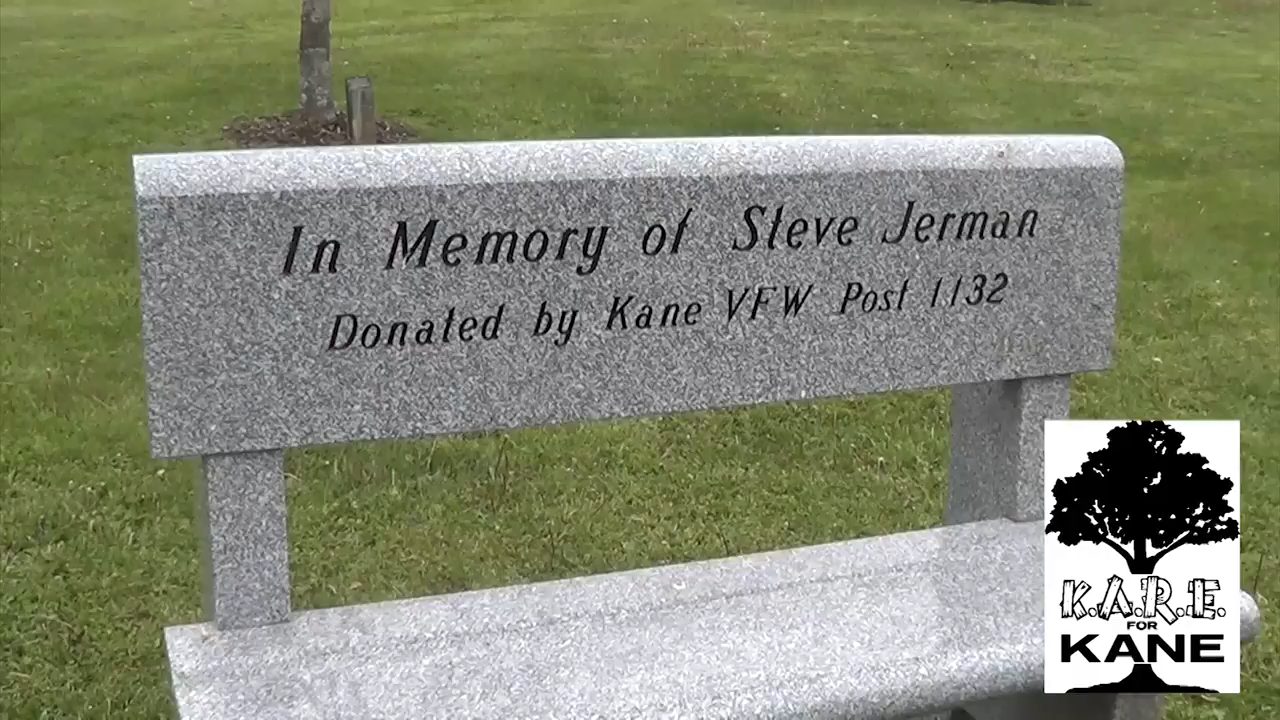 In Memory of Steve Jerman
Donated by Kane VFW Post 1132
K.A.R.E.
FOR
KANE